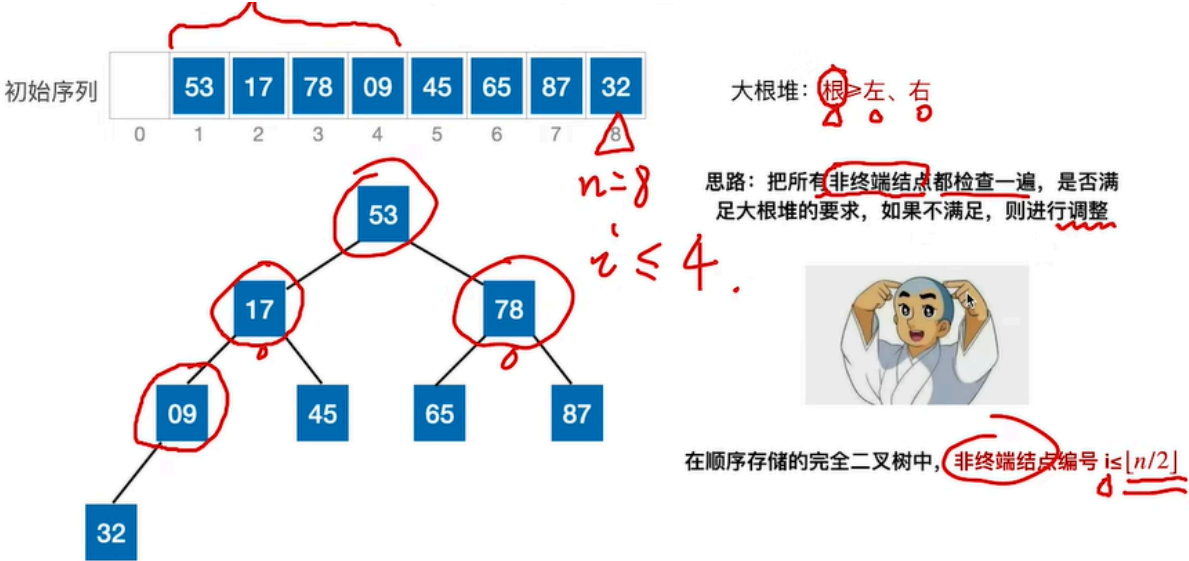 初始序列
53 17 78 09 45 65 87 32
0 1 2 3 4 5 6 7 8
n=8
i≤4.
53
17 78
09 45 65 87
32
大根堆：根≥左、右
思路：把所有非终端结点都检查一遍，是否满
足大根堆的要求，如果不满足，则进行调整
在顺序存储的完全二叉树中，非终端结点编号 i≤⌊n/2⌋